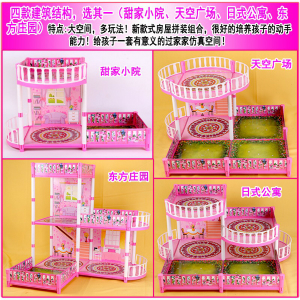 四款建筑结构，选其一（甜家小院、天空广场、日式公寓、东
方庄园）特点:大空间，多玩法！新款式房屋拼装组合，很好的培养孩子的动手
能力！给孩子一套有意义的过家家仿真空间！
甜家小院
天空广场
东方庄园
日式公寓